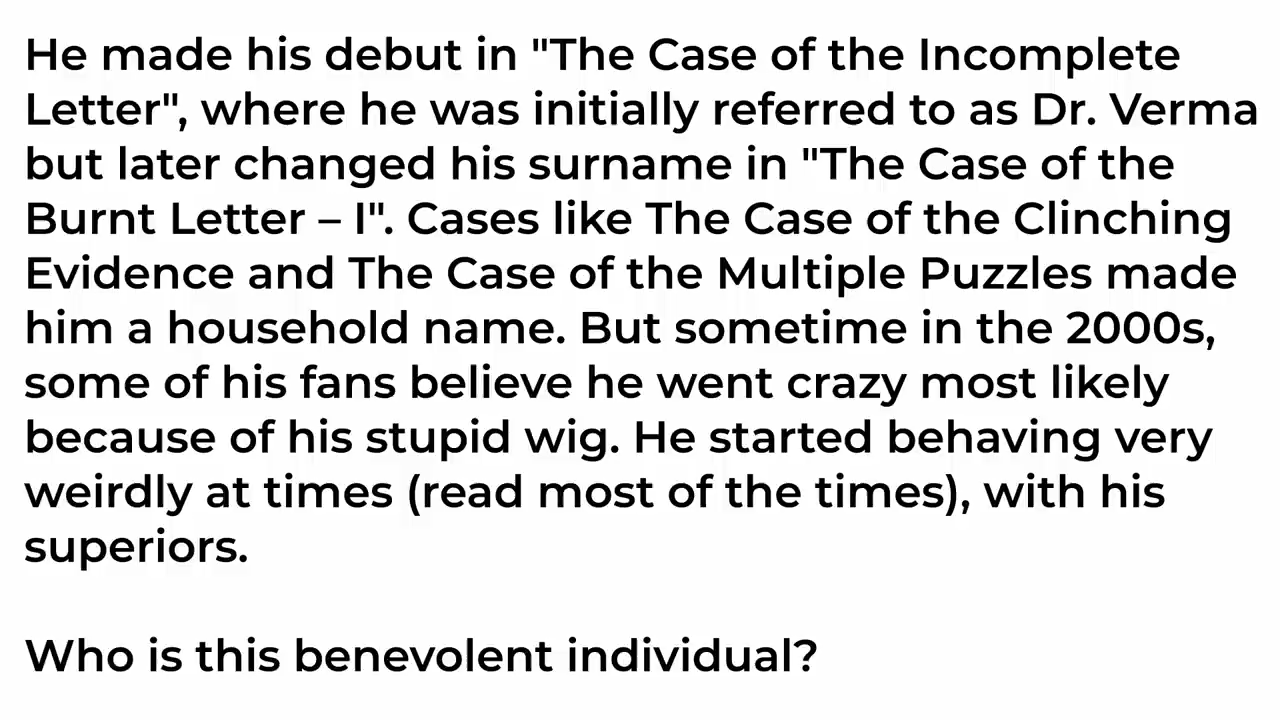 He made his debut in "The Case of the Incomplete
Letter", where he was initially referred to as Dr. Verma
but later changed his surname in "The Case of the
Burnt Letter – I". Cases like The Case of the Clinching
Evidence and The Case of the Multiple Puzzles made
him a household name. But sometime in the 2000s,
some of his fans believe he went crazy most likely
because of his stupid wig. He started behaving very
weirdly at times (read most of the times), with his
superiors.
Who is this benevolent individual?